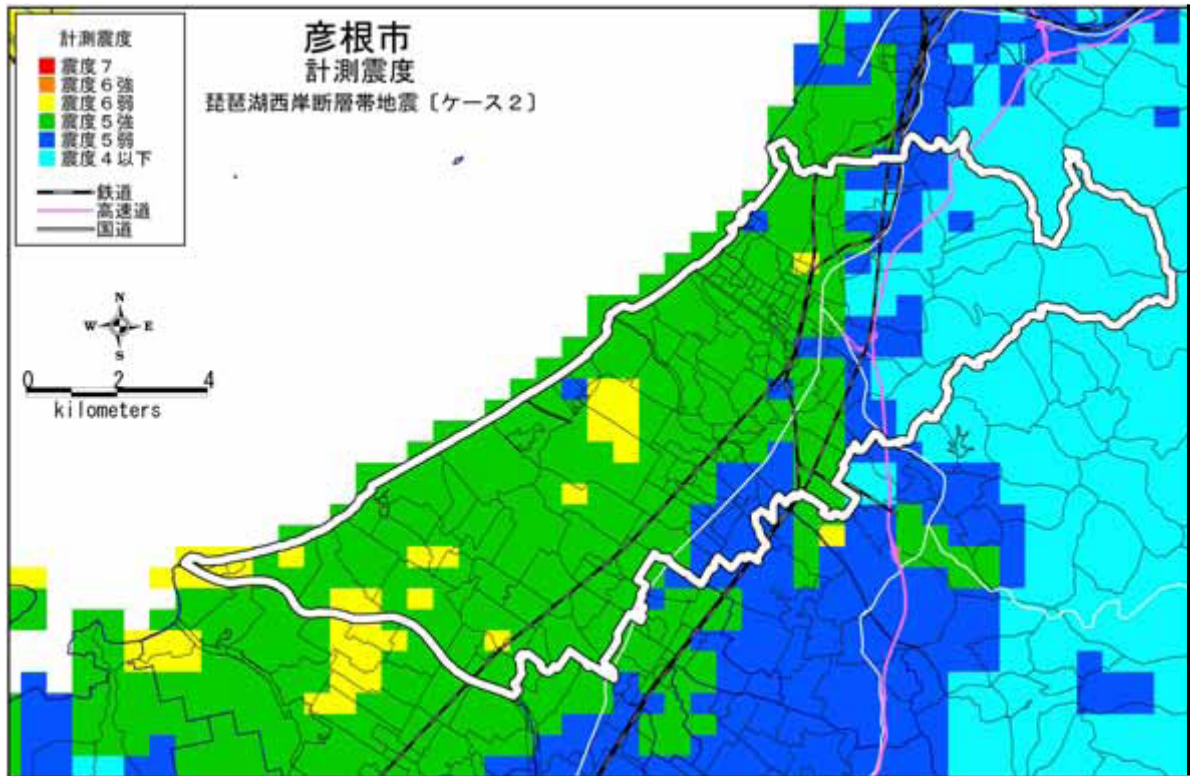 彦根市
計測震度
琵琶湖西岸断層帯地震〔ケース2〕
計測震度
震度7
震度6強
震度6弱
震度5強
震度5弱
震度4以下
鉄道
高速道
国道
N
W E
S
0 2 4
kilometers